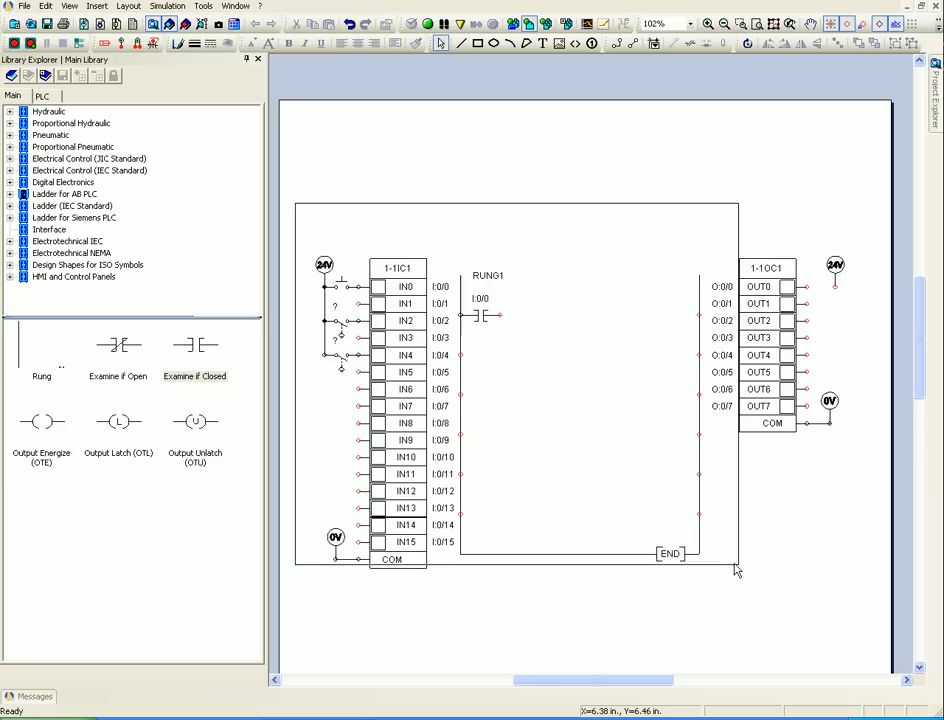 File Edit View Insert Layout Simulation Tools Window ?
102%
B I U
Library Explorer | Main Library
Main PLC
Hydraulic
Proportional Hydraulic
Pneumatic
Proportional Pneumatic
Electrical Control (JIC Standard)
Electrical Control (IEC Standard)
Digital Electronics
Ladder for AB PLC
Ladder (IEC Standard)
Ladder for Siemens PLC
Interface
Electrotechnical IEC
Electrotechnical NEMA
Design Shapes for ISO Symbols
HMI and Control Panels
Rung Examine if Open Examine if Closed
L U
Output Energize (OTE)
Output Latch (OTL)
Output Unlatch (OTU)
Project Explorer
24V 1-1IC1 RUNG1 1-1OC1 24V
IN0 I:0/0 I:0/0 O:0/0 OUT0
? IN1 I:0/1 O:0/1 OUT1
IN2 I:0/2 O:0/2 OUT2
? IN3 I:0/3 O:0/3 OUT3
IN4 I:0/4 O:0/4 OUT4
IN5 I:0/5 O:0/5 OUT5
IN6 I:0/6 O:0/6 OUT6
IN7 I:0/7 O:0/7 OUT7 0V
IN8 I:0/8 COM
IN9 I:0/9
IN10 I:0/10
IN11 I:0/11
IN12 I:0/12
IN13 I:0/13
IN14 I:0/14
0V IN15 I:0/15
COM END
Messages
Ready X=6.38 in., Y=6.46 in.